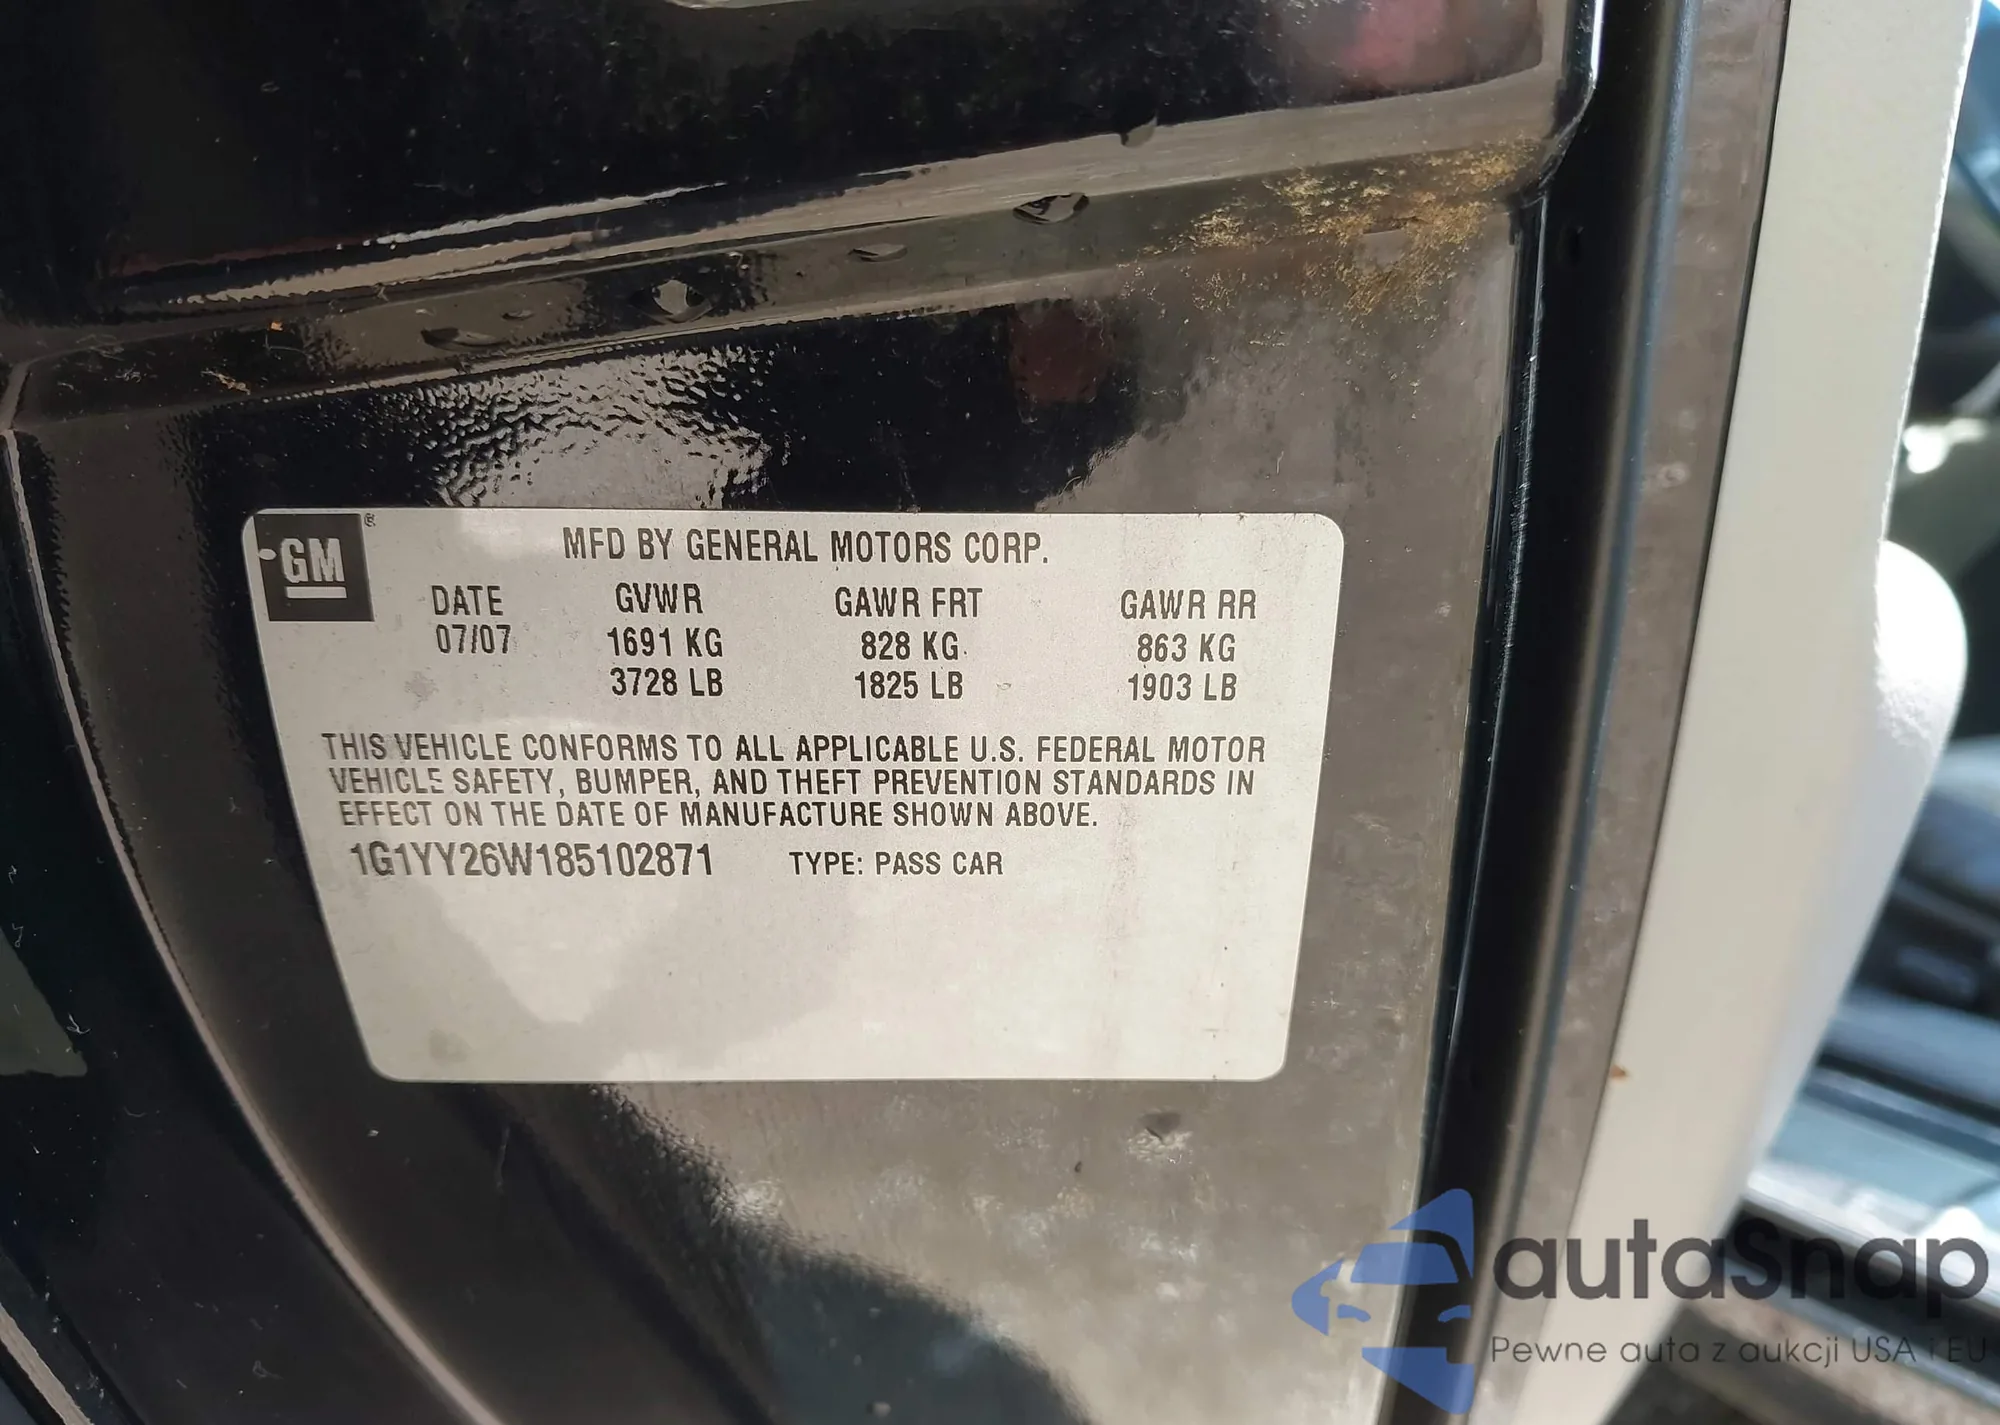 GM®
MFD BY GENERAL MOTORS CORP.
DATE GVWR GAWR FRT GAWR RR
07/07 1691 KG 828 KG 863 KG
3728 LB 1825 LB 1903 LB
THIS VEHICLE CONFORMS TO ALL APPLICABLE U.S. FEDERAL MOTOR
VEHICLE SAFETY, BUMPER, AND THEFT PREVENTION STANDARDS IN
EFFECT ON THE DATE OF MANUFACTURE SHOWN ABOVE.
1G1YY26W185102871 TYPE: PASS CAR
autaSnap
Pewne auta z aukcji USA i EU